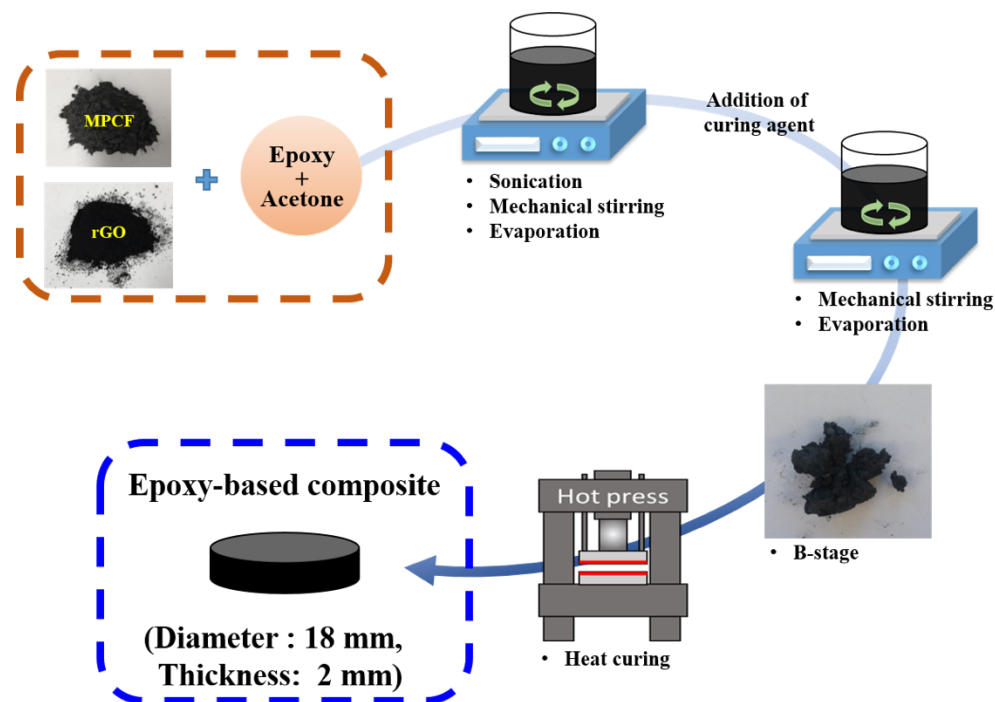 MPCF
rGO
Epoxy
+
Acetone
• Sonication
• Mechanical stirring
• Evaporation
Addition of
curing agent
• Mechanical stirring
• Evaporation
• B-stage
Hot press
• Heat curing
Epoxy-based composite
(Diameter : 18 mm,
Thickness: 2 mm)